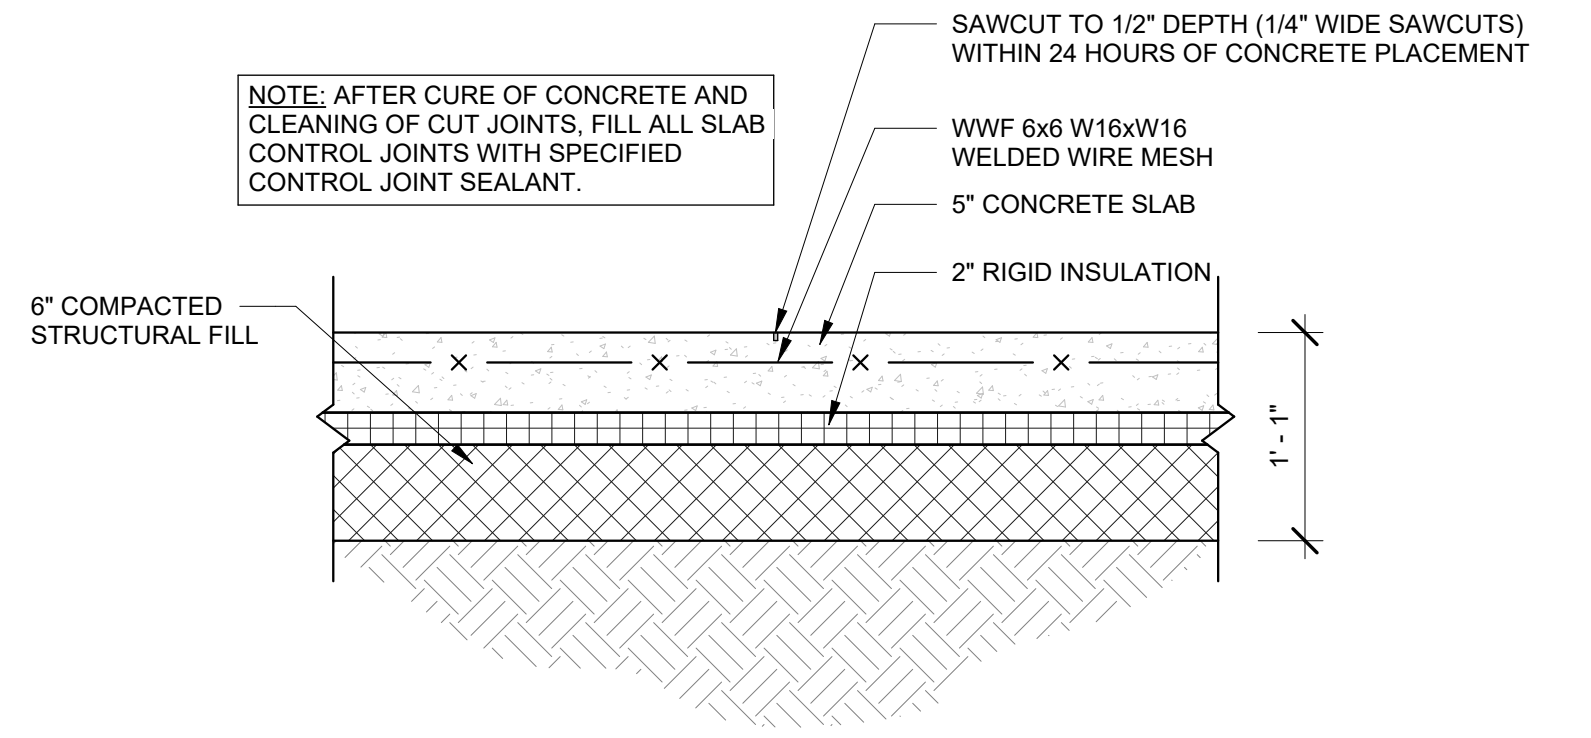 SAWCUT TO 1/2" DEPTH (1/4" WIDE SAWCUTS)
WITHIN 24 HOURS OF CONCRETE PLACEMENT
NOTE: AFTER CURE OF CONCRETE AND
CLEANING OF CUT JOINTS, FILL ALL SLAB
CONTROL JOINTS WITH SPECIFIED
CONTROL JOINT SEALANT.
WWF 6x6 W16xW16
WELDED WIRE MESH
5" CONCRETE SLAB
2" RIGID INSULATION
6" COMPACTED
STRUCTURAL FILL
1' - 1"